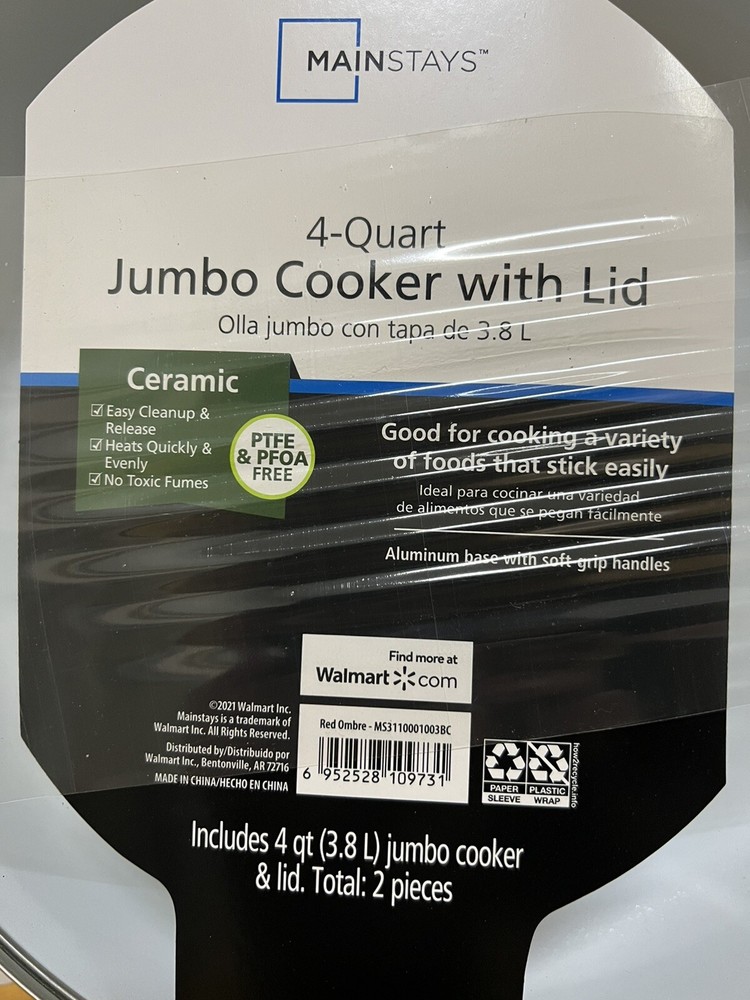 MAINSTAYS™
4-Quart
Jumbo Cooker with Lid
Olla jumbo con tapa de 3.8 L
Ceramic
☑ Easy Cleanup &
Release
☑ Heats Quickly &
Evenly
☑ No Toxic Fumes
PTFE
& PFOA
FREE
Good for cooking a variety
of foods that stick easily
Ideal para cocinar una variedad
de alimentos que se pegan fácilmente
Aluminum base with soft grip handles
Find more at
Walmart com
©2021 Walmart Inc.
Mainstays is a trademark of
Walmart Inc. All Rights Reserved.
Distributed by/Distribuido por
Walmart Inc., Bentonville, AR 72716
MADE IN CHINA/HECHO EN CHINA
Red Ombre - MS3110001003BC
6 952528 109731
PAPER
SLEEVE
PLASTIC
WRAP
how2recycle.info
Includes 4 qt (3.8 L) jumbo cooker
& lid. Total: 2 pieces